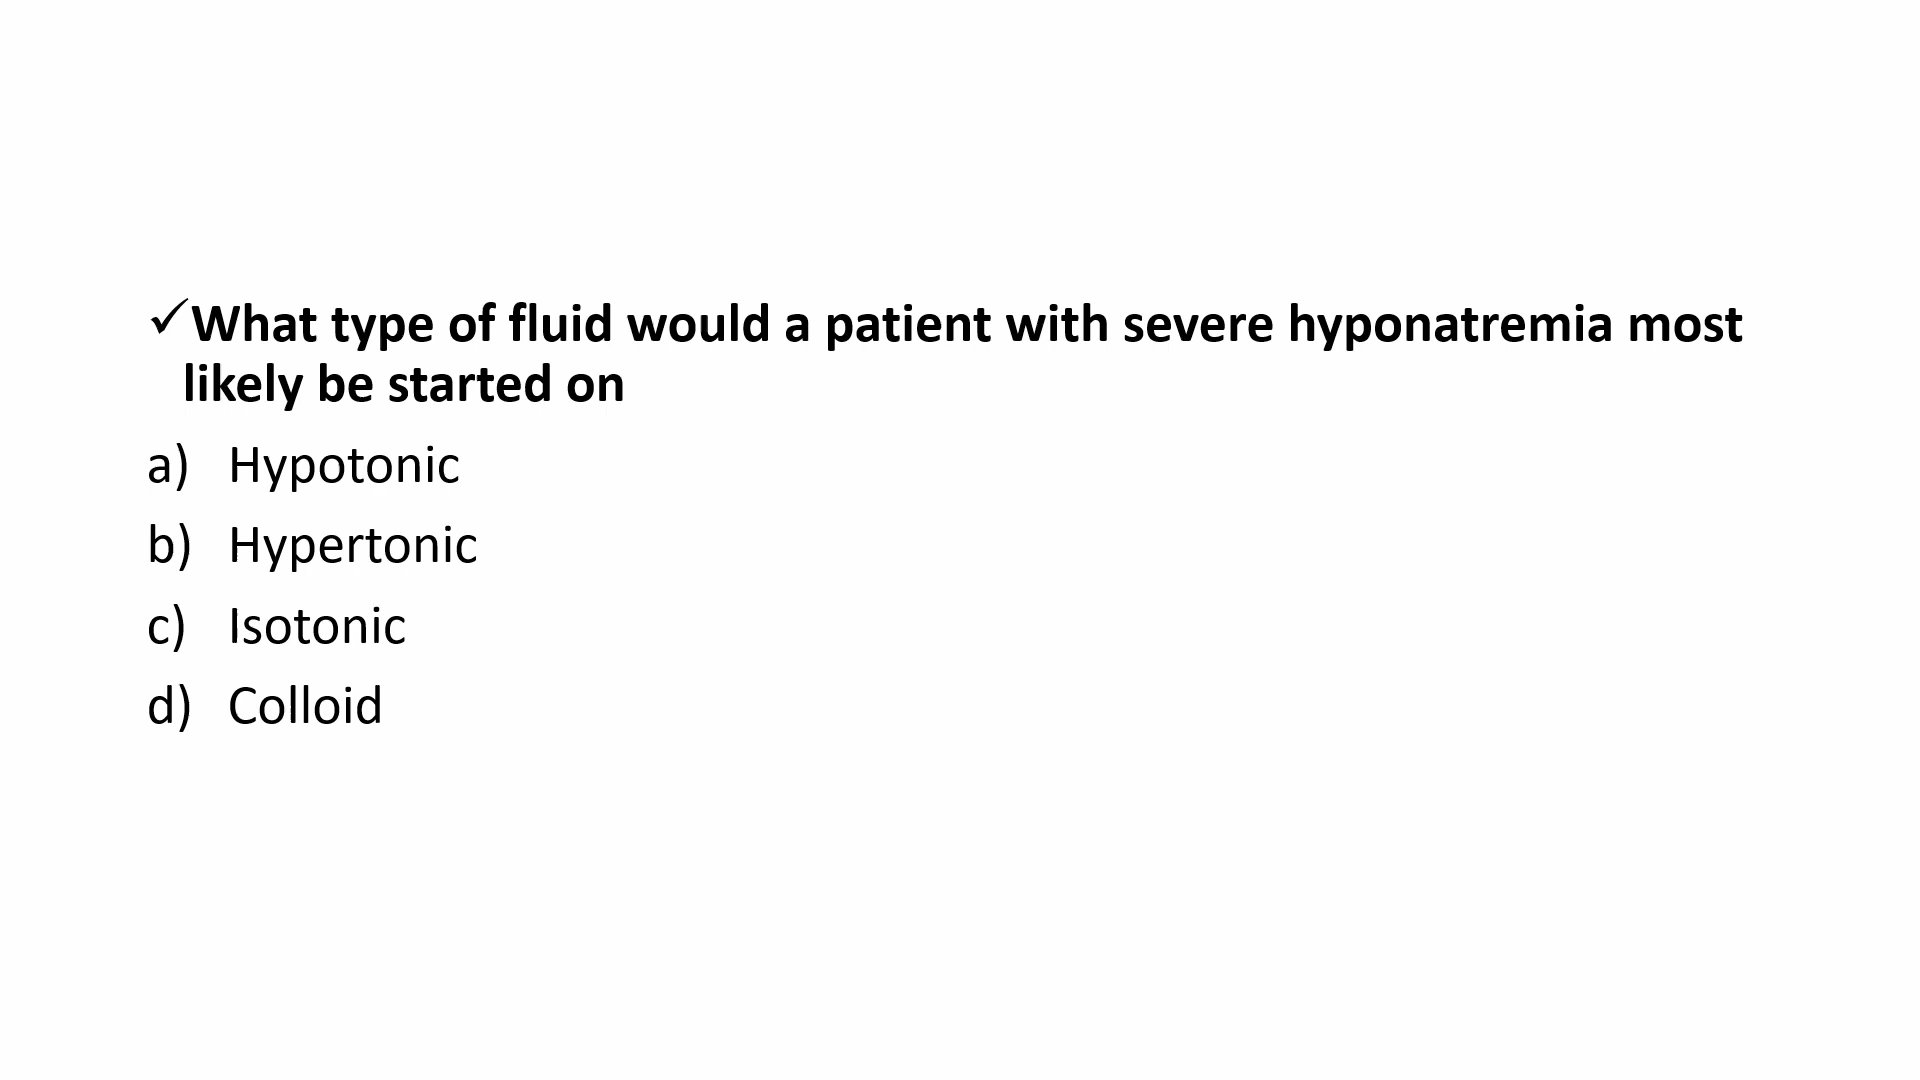 ✓What type of fluid would a patient with severe hyponatremia most
likely be started on
a) Hypotonic
b) Hypertonic
c) Isotonic
d) Colloid